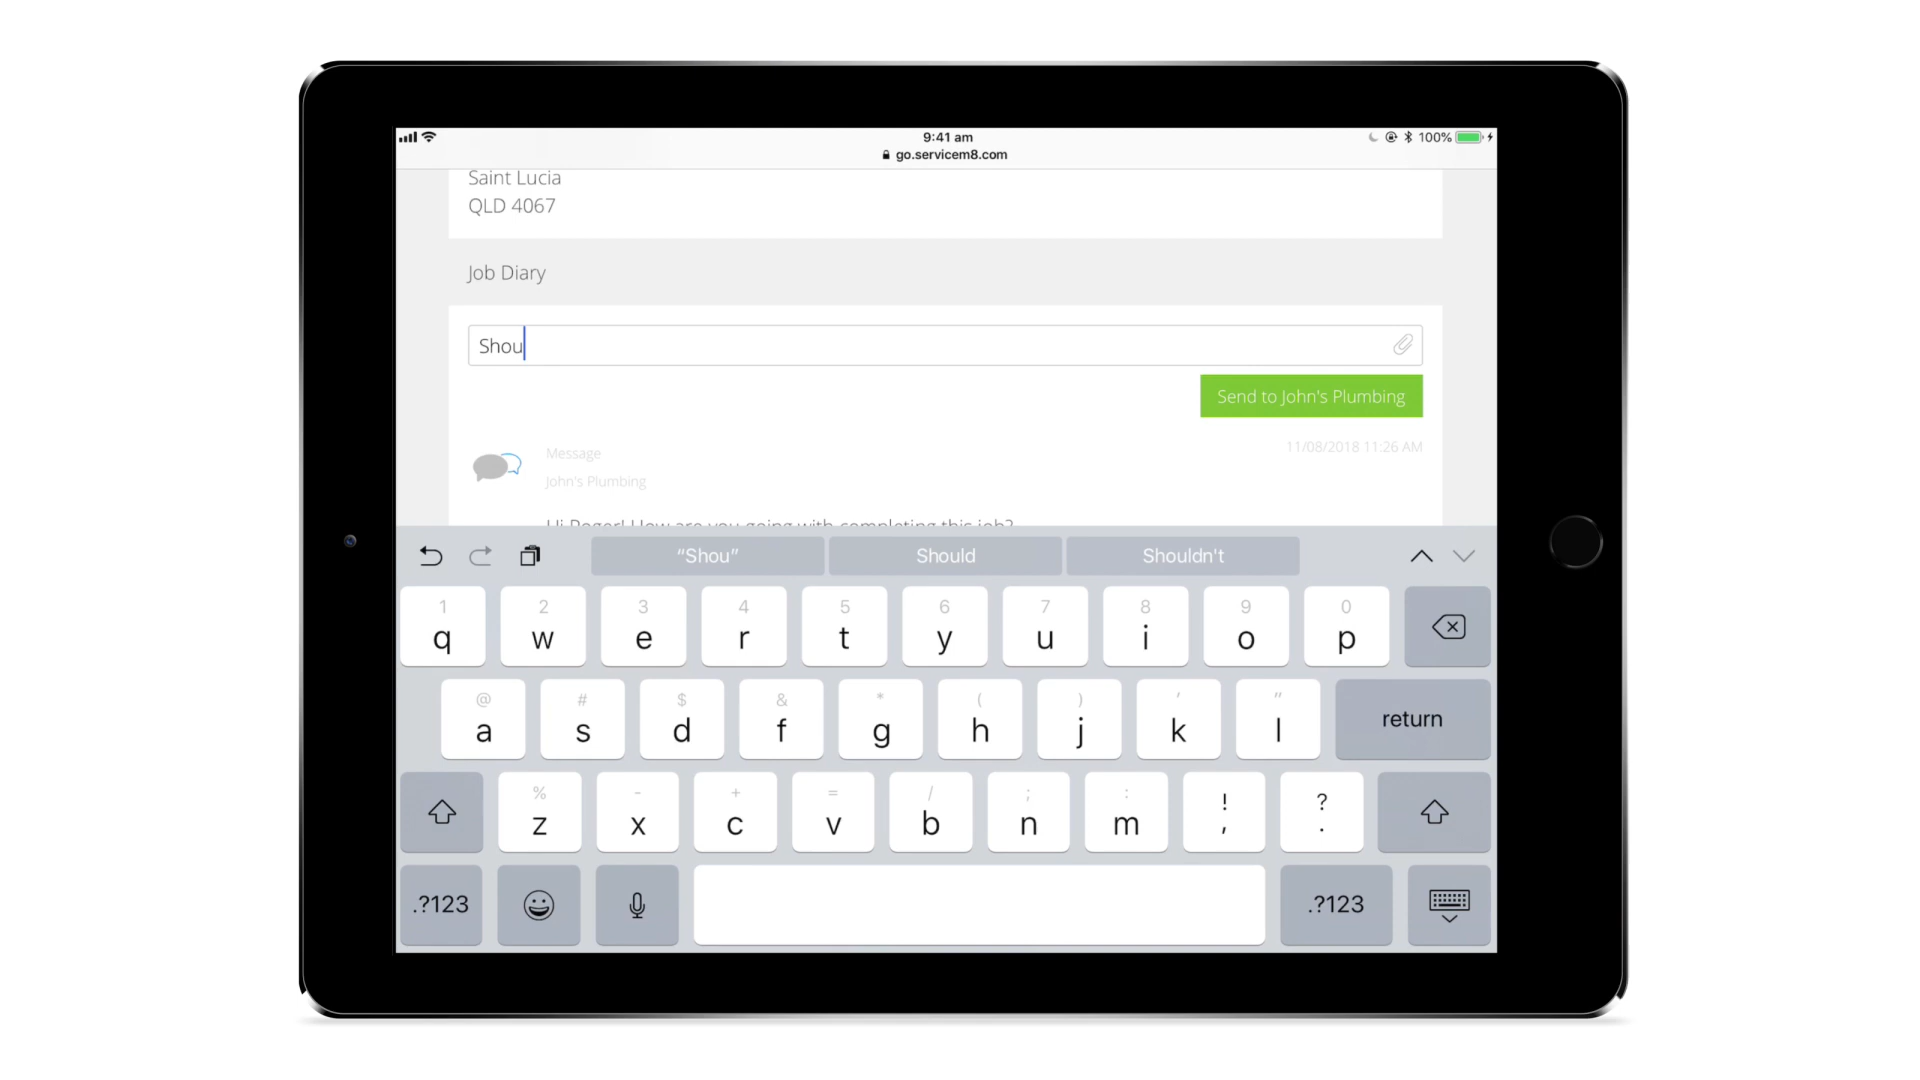 9:41 am
100%
go.servicem8.com
Saint Lucia
QLD 4067
Job Diary
Shou
Send to John's Plumbing
11/08/2018 11:26 AM
Message
John's Plumbing
Hi Roger! How are you going with completing this job?
“Shou” Should Shouldn't
1 2 3 4 5 6 7 8 9 0
q w e r t y u i o p
@ # $ & * ( ) ' "
a s d f g h j k l return
% - + = / ; : ! ?
z x c v b n m , .
.?123 .?123